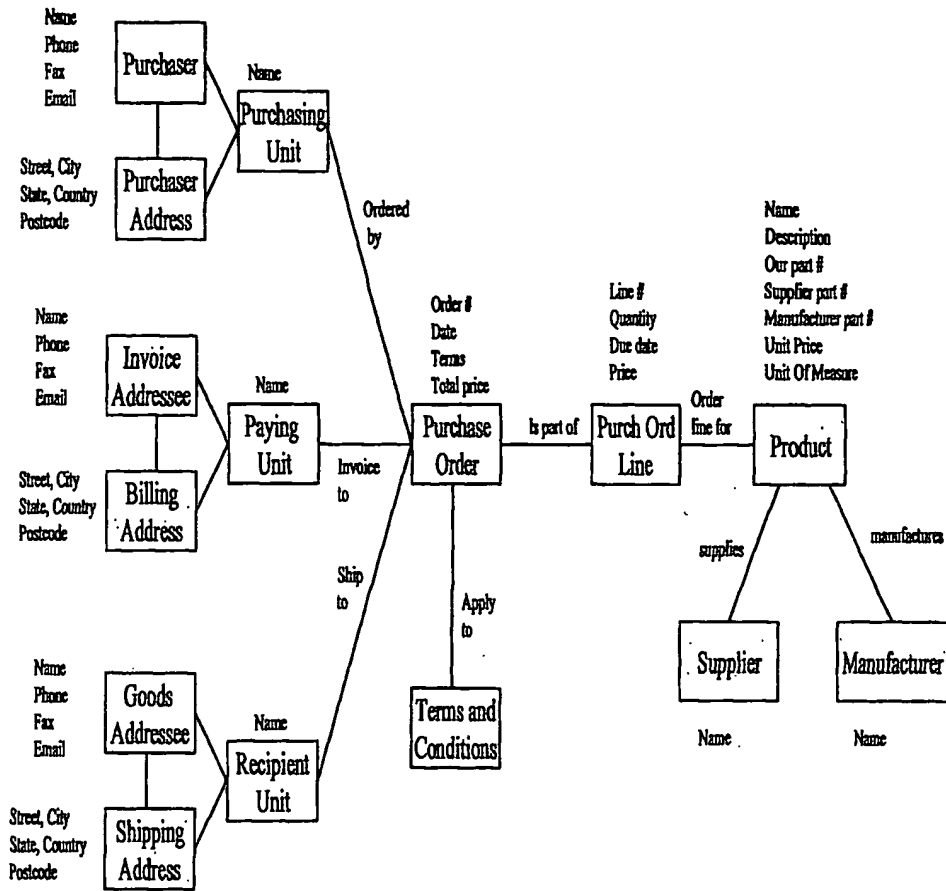 Name
Phone
Fax
Email
Purchaser
Name
Purchasing
Unit
Street, City
State, Country
Postcode
Purchaser
Address
Ordered
by
Name
Description
Our part #
Supplier part #
Manufacturer part #
Unit Price
Unit Of Measure
Line #
Quantity
Due date
Price
Order #
Date
Terms
Total price
Name
Phone
Fax
Email
Invoice
Addressee
Name
Paying
Unit
Street, City
State, Country
Postcode
Billing
Address
Invoice
to
Purchase
Order
Is part of
Purch Ord
Line
Order
line for
Product
supplies
manufactures
Ship
to
Apply
to
Supplier
Name
Manufacturer
Name
Terms and
Conditions
Name
Phone
Fax
Email
Goods
Addressee
Name
Recipient
Unit
Street, City
State, Country
Postcode
Shipping
Address